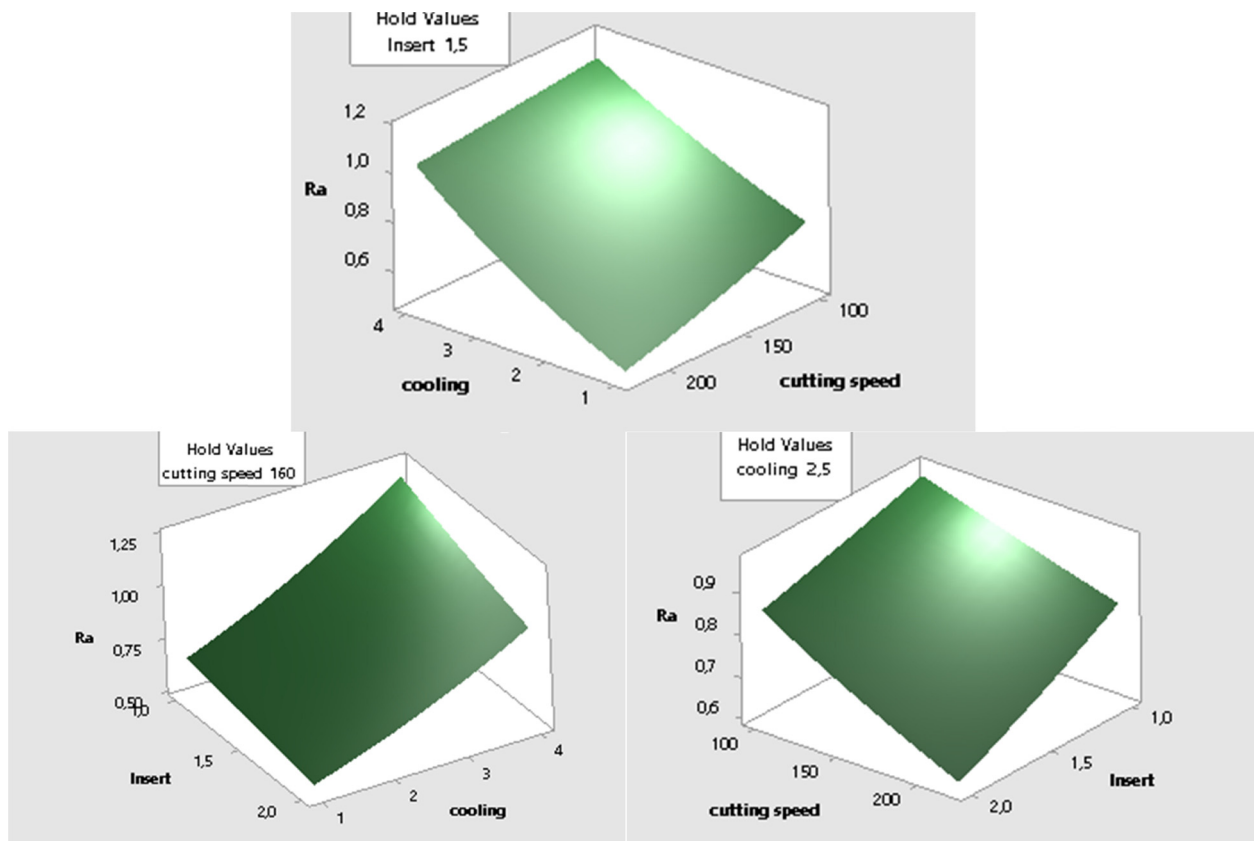 Hold Values
Insert 1,5
1,2
1,0
Ra
0,8
0,6
4
3
cooling
2
1
100
150
cutting speed
200
Hold Values
cutting speed 160
1,25
1,00
Ra
0,75
0,50
1,0
Insert
1,5
2,0
4
3
2
cooling
1
Hold Values
cooling 2,5
0,9
Ra
0,8
0,7
0,6
100
150
cutting speed
200
1,0
1,5
Insert
2,0